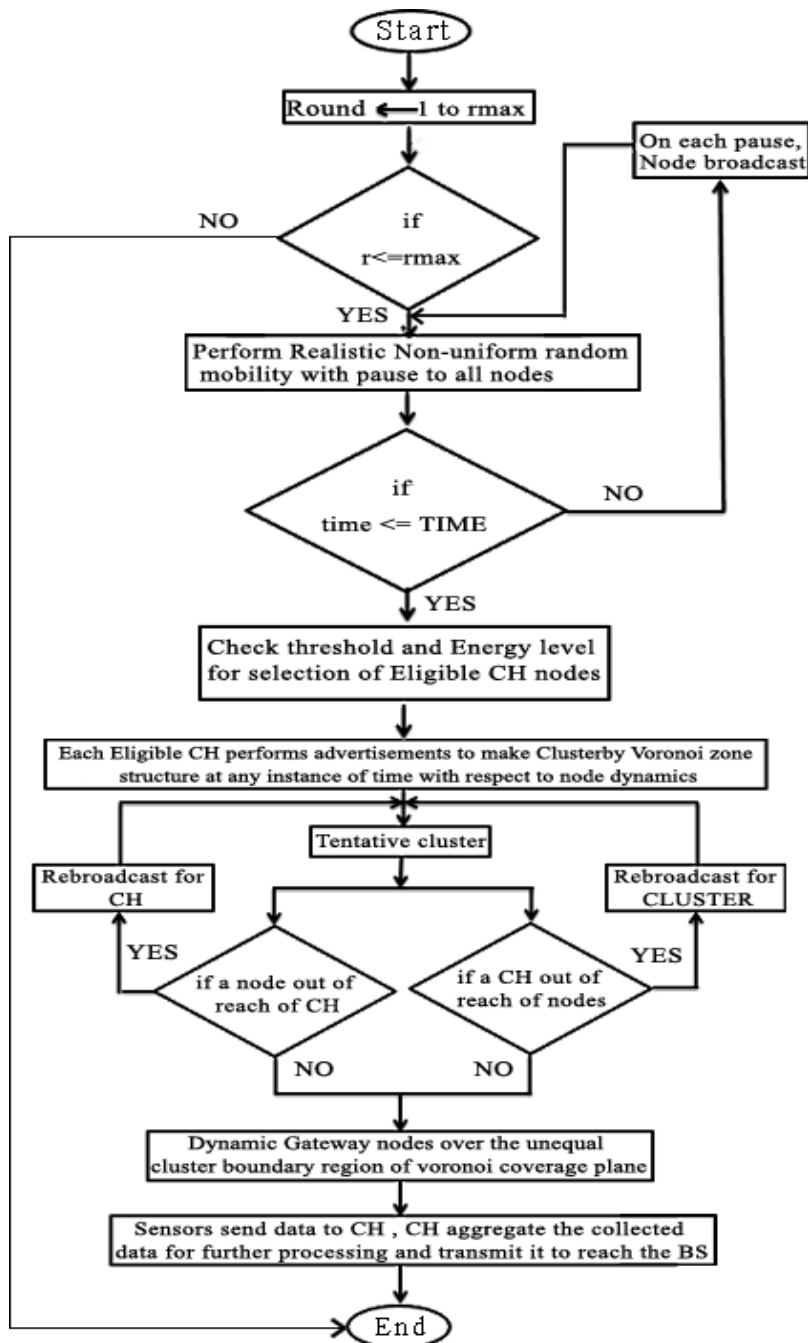 Start
Round ←1 to rmax
On each pause,
Node broadcast
NO
if
r<=rmax
YES
Perform Realistic Non-uniform random
mobility with pause to all nodes
if
time <= TIME
NO
YES
Check threshold and Energy level
for selection of Eligible CH nodes
Each Eligible CH performs advertisements to make Clusterby Voronoi zone
structure at any instance of time with respect to node dynamics
Tentative cluster
Rebroadcast for
CH
Rebroadcast for
CLUSTER
YES
YES
if a node out of
reach of CH
if a CH out of
reach of nodes
NO
NO
Dynamic Gateway nodes over the unequal
cluster boundary region of voronoi coverage plane
Sensors send data to CH , CH aggregate the collected
data for further processing and transmit it to reach the BS
End